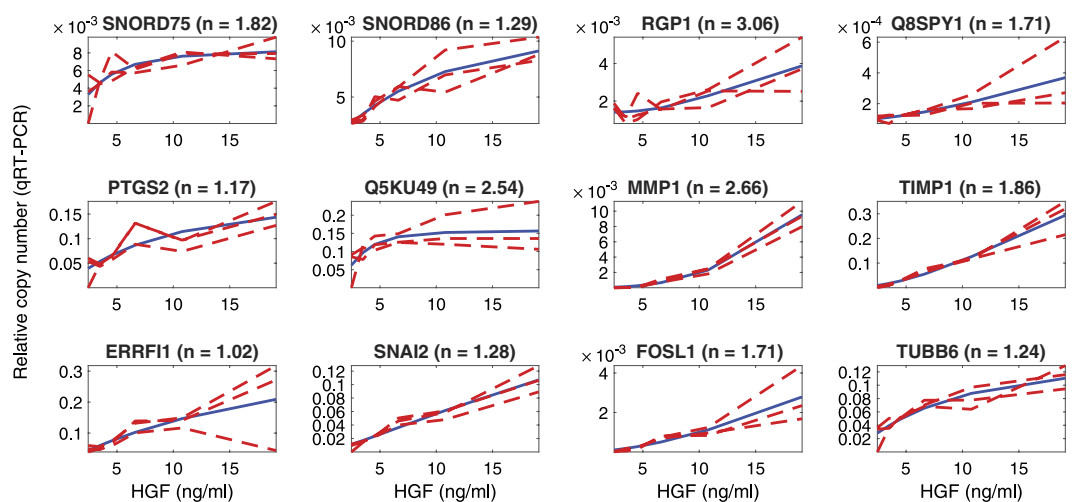 Relative copy number (qRT-PCR)
SNORD75 (n = 1.82)
× 10⁻³
8
6
4
2
5 10 15
SNORD86 (n = 1.29)
× 10⁻³
10
5
5 10 15
RGP1 (n = 3.06)
× 10⁻³
4
2
5 10 15
Q8SPY1 (n = 1.71)
× 10⁻⁴
6
4
2
5 10 15
PTGS2 (n = 1.17)
0.15
0.1
0.05
5 10 15
Q5KU49 (n = 2.54)
0.2
0.15
0.1
0.05
5 10 15
MMP1 (n = 2.66)
× 10⁻³
10
8
6
4
2
5 10 15
TIMP1 (n = 1.86)
0.3
0.2
0.1
5 10 15
ERRFI1 (n = 1.02)
0.3
0.2
0.1
5 10 15
HGF (ng/ml)
SNAI2 (n = 1.28)
0.12
0.1
0.08
0.06
0.04
0.02
5 10 15
HGF (ng/ml)
FOSL1 (n = 1.71)
× 10⁻³
4
2
5 10 15
HGF (ng/ml)
TUBB6 (n = 1.24)
0.12
0.1
0.08
0.06
0.04
0.02
5 10 15
HGF (ng/ml)